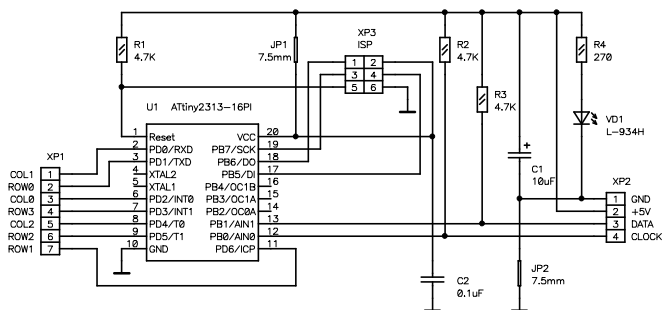 R1
4.7K
JP1
7.5mm
XP3
ISP
1 2
3 4
5 6
R2
4.7K
R3
4.7K
R4
270
VD1
L-934H
C1
10uF
+
U1 ATtiny2313-16PI
1 Reset VCC 20
2 PD0/RXD PB7/SCK 19
3 PD1/TXD PB6/DO 18
4 XTAL2 PB5/DI 17
5 XTAL1 PB4/OC1B 16
6 PD2/INT0 PB3/OC1A 15
7 PD3/INT1 PB2/OC0A 14
8 PD4/T0 PB1/AIN1 13
9 PD5/T1 PB0/AIN0 12
10 GND PD6/ICP 11
XP1
COL1 1
ROW0 2
COL0 3
ROW3 4
COL2 5
ROW2 6
ROW1 7
XP2
1 GND
2 +5V
3 DATA
4 CLOCK
C2
0.1uF
JP2
7.5mm